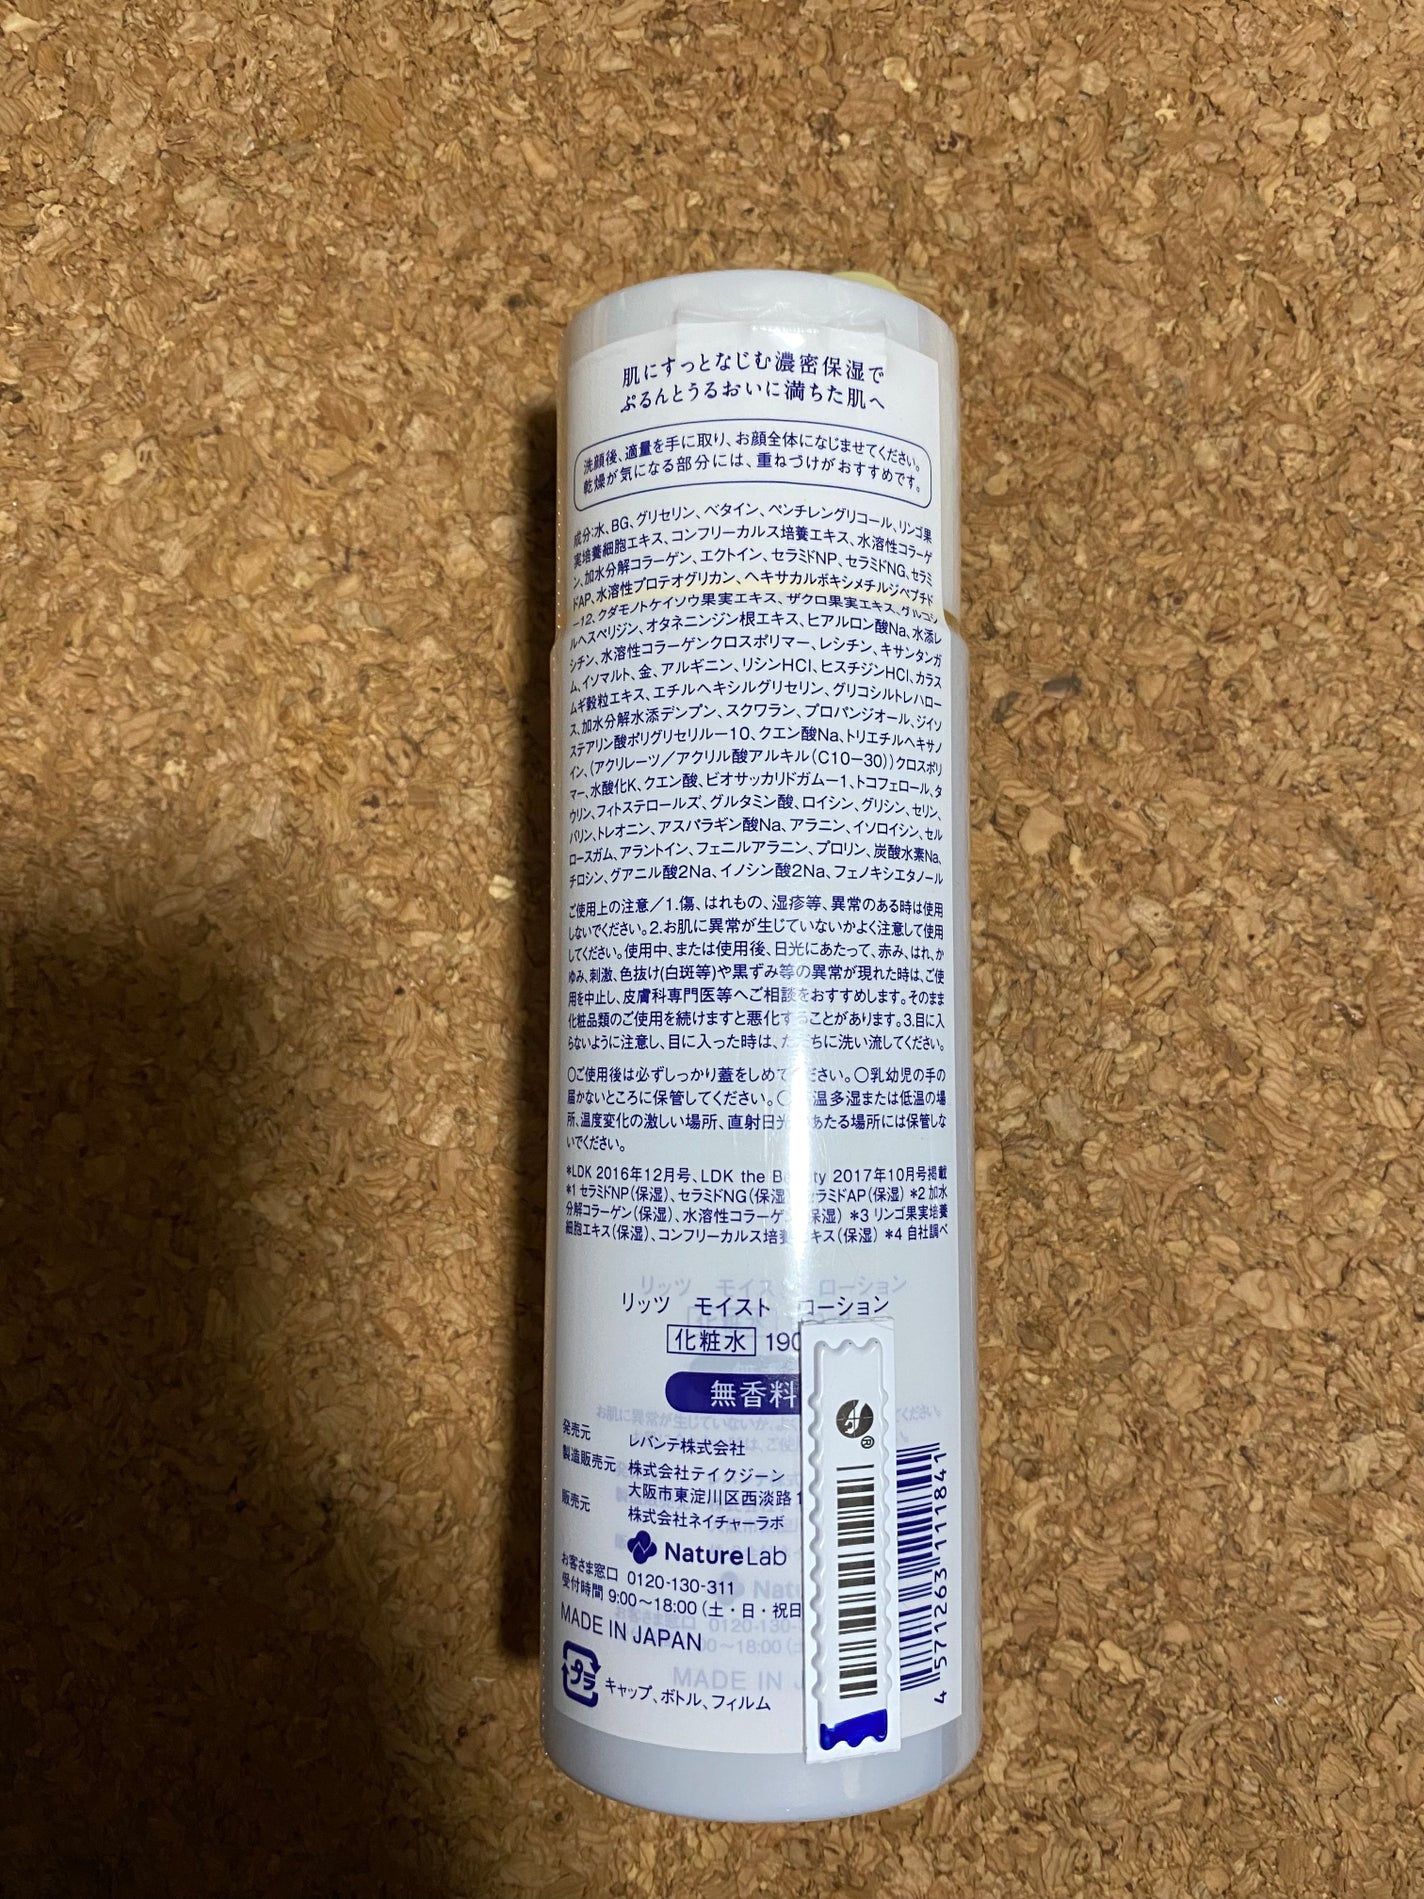 肌にすっとなじむ濃密保湿で
ぷるんとうるおいに満ちた肌へ
洗顔後、適量を手に取り、お顔全体になじませてください。
乾燥が気になる部分には、重ねづけがおすすめです。
成分:水、BG、グリセリン、ベタイン、ペンチレングリコール、リンゴ果
実培養細胞エキス、コンフリーカルス培養エキス、水溶性コラーゲ
ン、加水分解コラーゲン、エクトイン、セラミドNP、セラミドNG、セラミ
ドAP、水溶性プロテオグリカン、ヘキサカルボキシメチルジペプチド
ー12、クダモノトケイソウ果実エキス、ザクロ果実エキス、グルコシ
ルヘスペリジン、オタネニンジン根エキス、ヒアルロン酸Na、水添レ
シチン、水溶性コラーゲンクロスポリマー、レシチン、キサンタンガ
ム、イソマルト、金、アルギニン、リシンHCl、ヒスチジンHCl、カラス
ムギ穀粒エキス、エチルヘキシルグリセリン、グリコシルトレハロー
ス、加水分解水添デンプン、スクワラン、プロパンジオール、ジイソ
ステアリン酸ポリグリセリルー10、クエン酸Na、トリエチルヘキサノ
イン、(アクリレーツ/アクリル酸アルキル(C10-30))クロスポリ
マー、水酸化K、クエン酸、ビオサッカリドガムー1、トコフェロール、タ
ウリン、フィトステロールズ、グルタミン酸、ロイシン、グリシン、セリン、
バリン、トレオニン、アスパラギン酸Na、アラニン、イソロイシン、セル
ロースガム、アラントイン、フェニルアラニン、プロリン、炭酸水素Na、
チロシン、グアニル酸2Na、イノシン酸2Na、フェノキシエタノール
ご使用上の注意/1.傷、はれもの、湿疹等、異常のある時は使用
しないでください。2.お肌に異常が生じていないかよく注意して使用
してください。使用中、または使用後、日光にあたって、赤み、はれ、か
ゆみ、刺激、色抜け(白斑等)や黒ずみ等の異常が現れた時は、ご使
用を中止し、皮膚科専門医等へご相談をおすすめします。そのまま
化粧品類のご使用を続けますと悪化することがあります。3.目に入
らないように注意し、目に入った時は、ただちに洗い流してください。
○ご使用後は必ずしっかり蓋をしめてください。○乳幼児の手の
届かないところに保管してください。○高温多湿または低温の場
所、温度変化の激しい場所、直射日光のあたる場所には保管しな
いでください。
*LDK 2016年12月号、LDK the Beauty 2017年10月号掲載
*1 セラミドNP(保湿)、セラミドNG(保湿)、セラミドAP(保湿) *2 加水
分解コラーゲン(保湿)、水溶性コラーゲン(保湿) *3 リンゴ果実培養
細胞エキス(保湿)、コンフリーカルス培養エキス(保湿) *4 自社調べ
リッツ モイスト ローション
化粧水 190
無香料
発売元 レバンテ株式会社
製造販売元 株式会社テイクジーン
大阪市東淀川区西淡路1
販売元 株式会社ネイチャーラボ
NatureLab
お客さま窓口 0120-130-311
受付時間 9:00〜18:00(土・日・祝日
MADE IN JAPAN
プラ キャップ、ボトル、フィルム
4 571263 111841